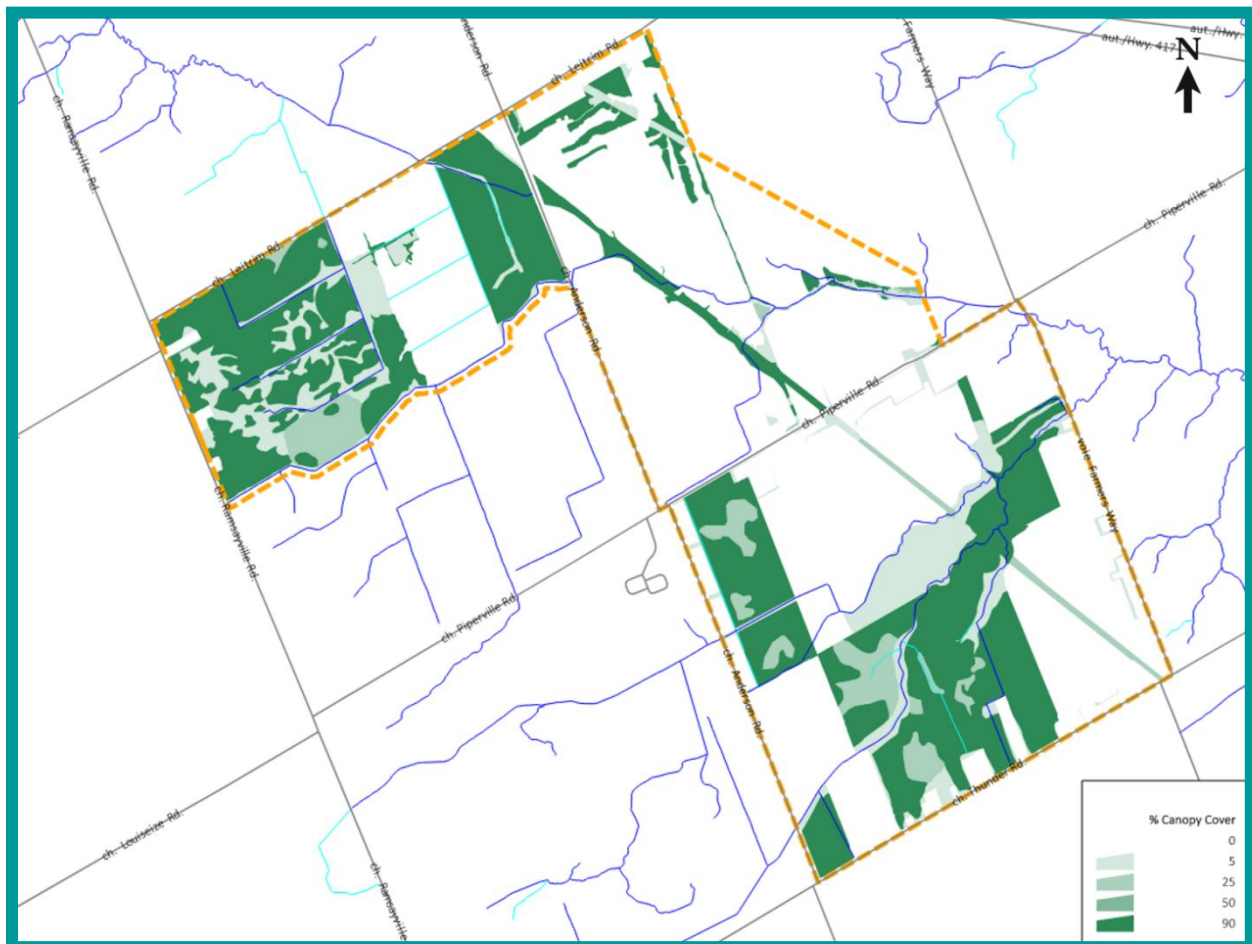 aut./Hwy.
aut./Hwy. 417
N
Anderson Rd.
ch. Leitrim Rd.
Farmers Way
ch. Ramsayville Rd.
ch. Piperville Rd.
ch. Leitrim Rd.
ch. Anderson Rd.
ch. Piperville Rd.
voie Farmers Way
ch. Ramsayville Rd.
ch. Piperville Rd.
ch. Anderson Rd.
ch. Thunder Rd.
ch. Louiseize Rd.
ch. Ramsayville
% Canopy Cover
0
5
25
50
90